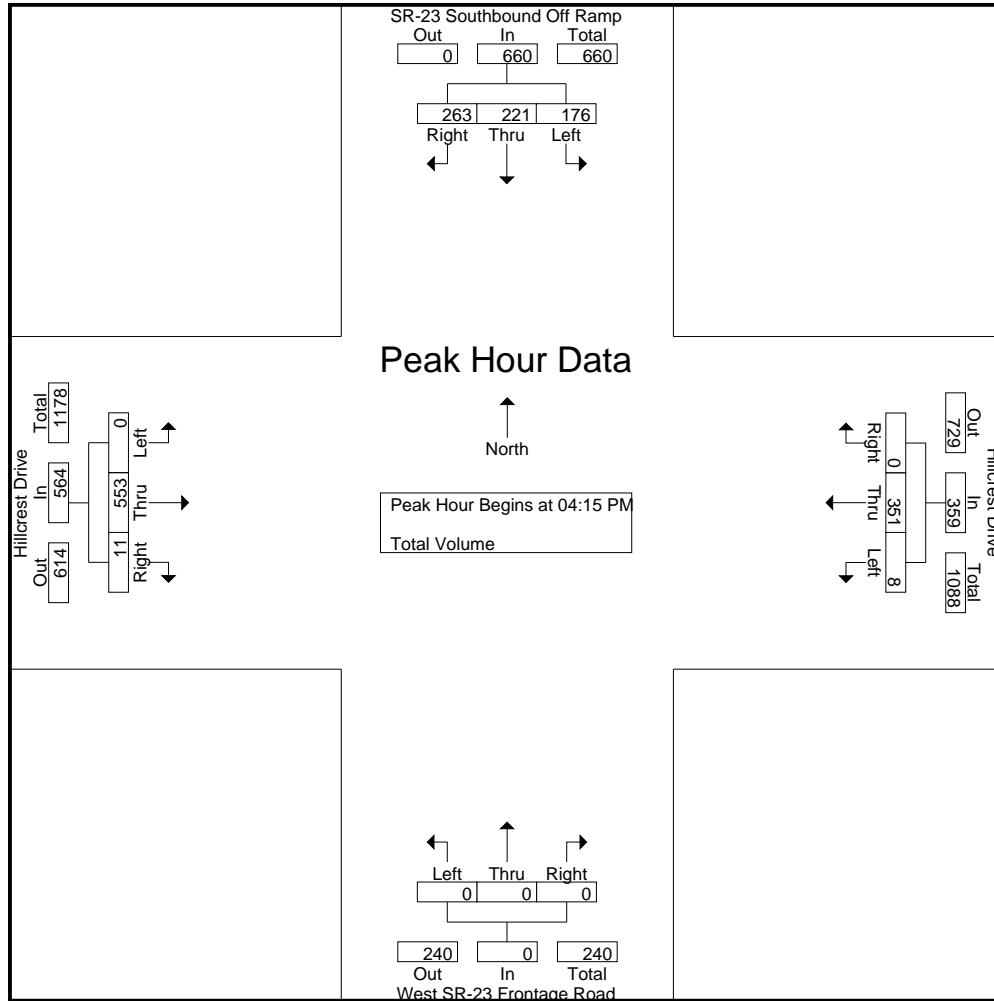 SR-23 Southbound Off Ramp
Out In Total
0 660 660
263 221 176
Right Thru Left
Peak Hour Data
North
Peak Hour Begins at 04:15 PM
Total Volume
Hillcrest Drive
Out In Total
614 564 1178
11 553 0
Right Thru Left
Hillcrest Drive
Out In Total
729 359 1088
0 351 8
Right Thru Left
Left Thru Right
0 0 0
240 0 240
Out In Total
West SR-23 Frontage Road